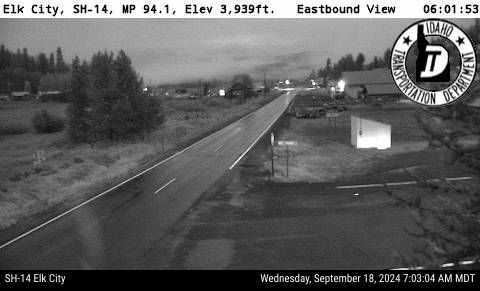 Elk City, SH-14, MP 94.1, Elev 3,939ft. Eastbound View 06:01:53
IDAHO
TRANSPORTATION DEPARTMENT
SH-14 Elk City Wednesday, September 18, 2024 7:03:04 AM MDT